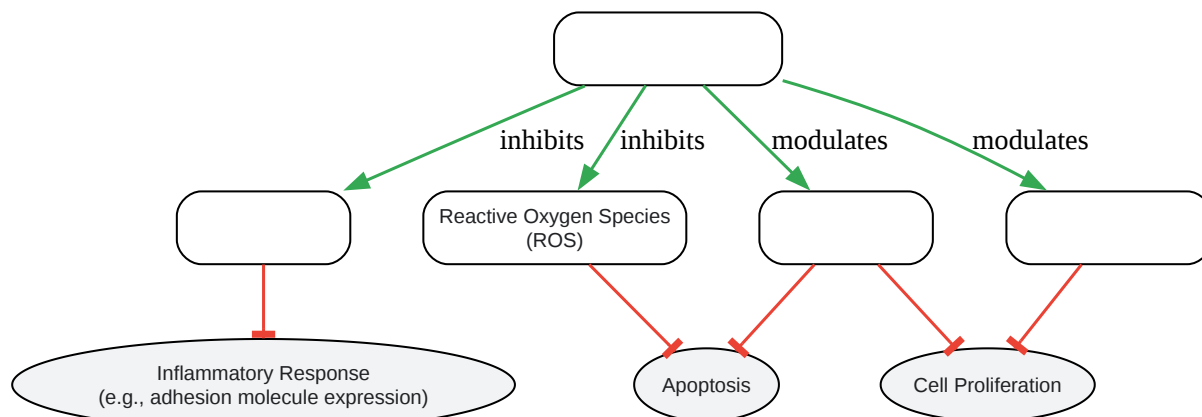 inhibits
inhibits
modulates
modulates
Reactive Oxygen Species
(ROS)
Inflammatory Response
(e.g., adhesion molecule expression)
Apoptosis
Cell Proliferation